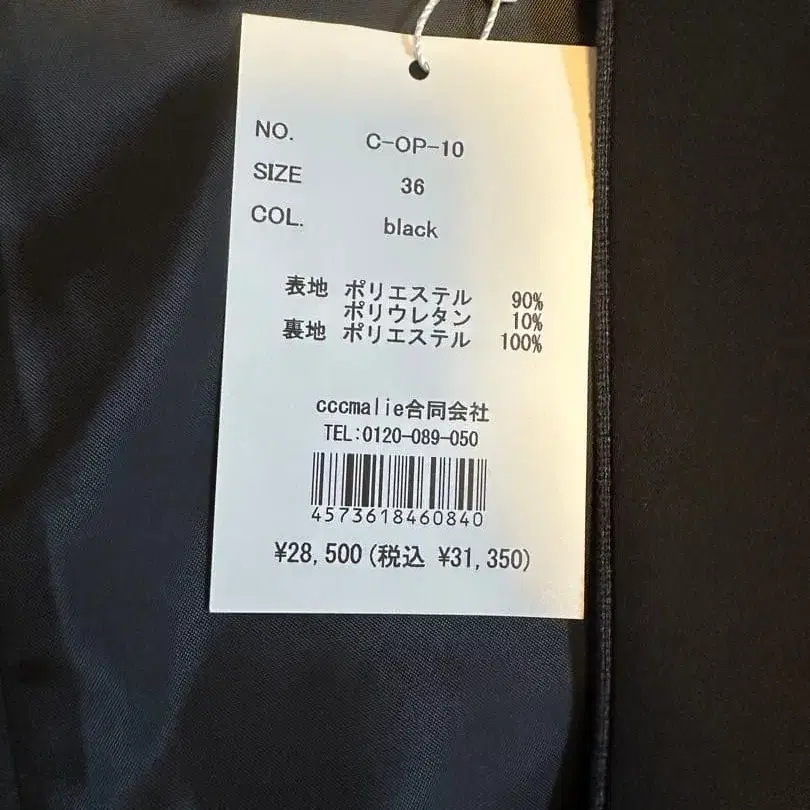 NO. C-OP-10
SIZE 36
COL. black
表地 ポリエステル 90%
ポリウレタン 10%
裏地 ポリエステル 100%
cccmalie合同会社
TEL:0120-089-050
4573618460840
¥28,500(税込 ¥31,350)